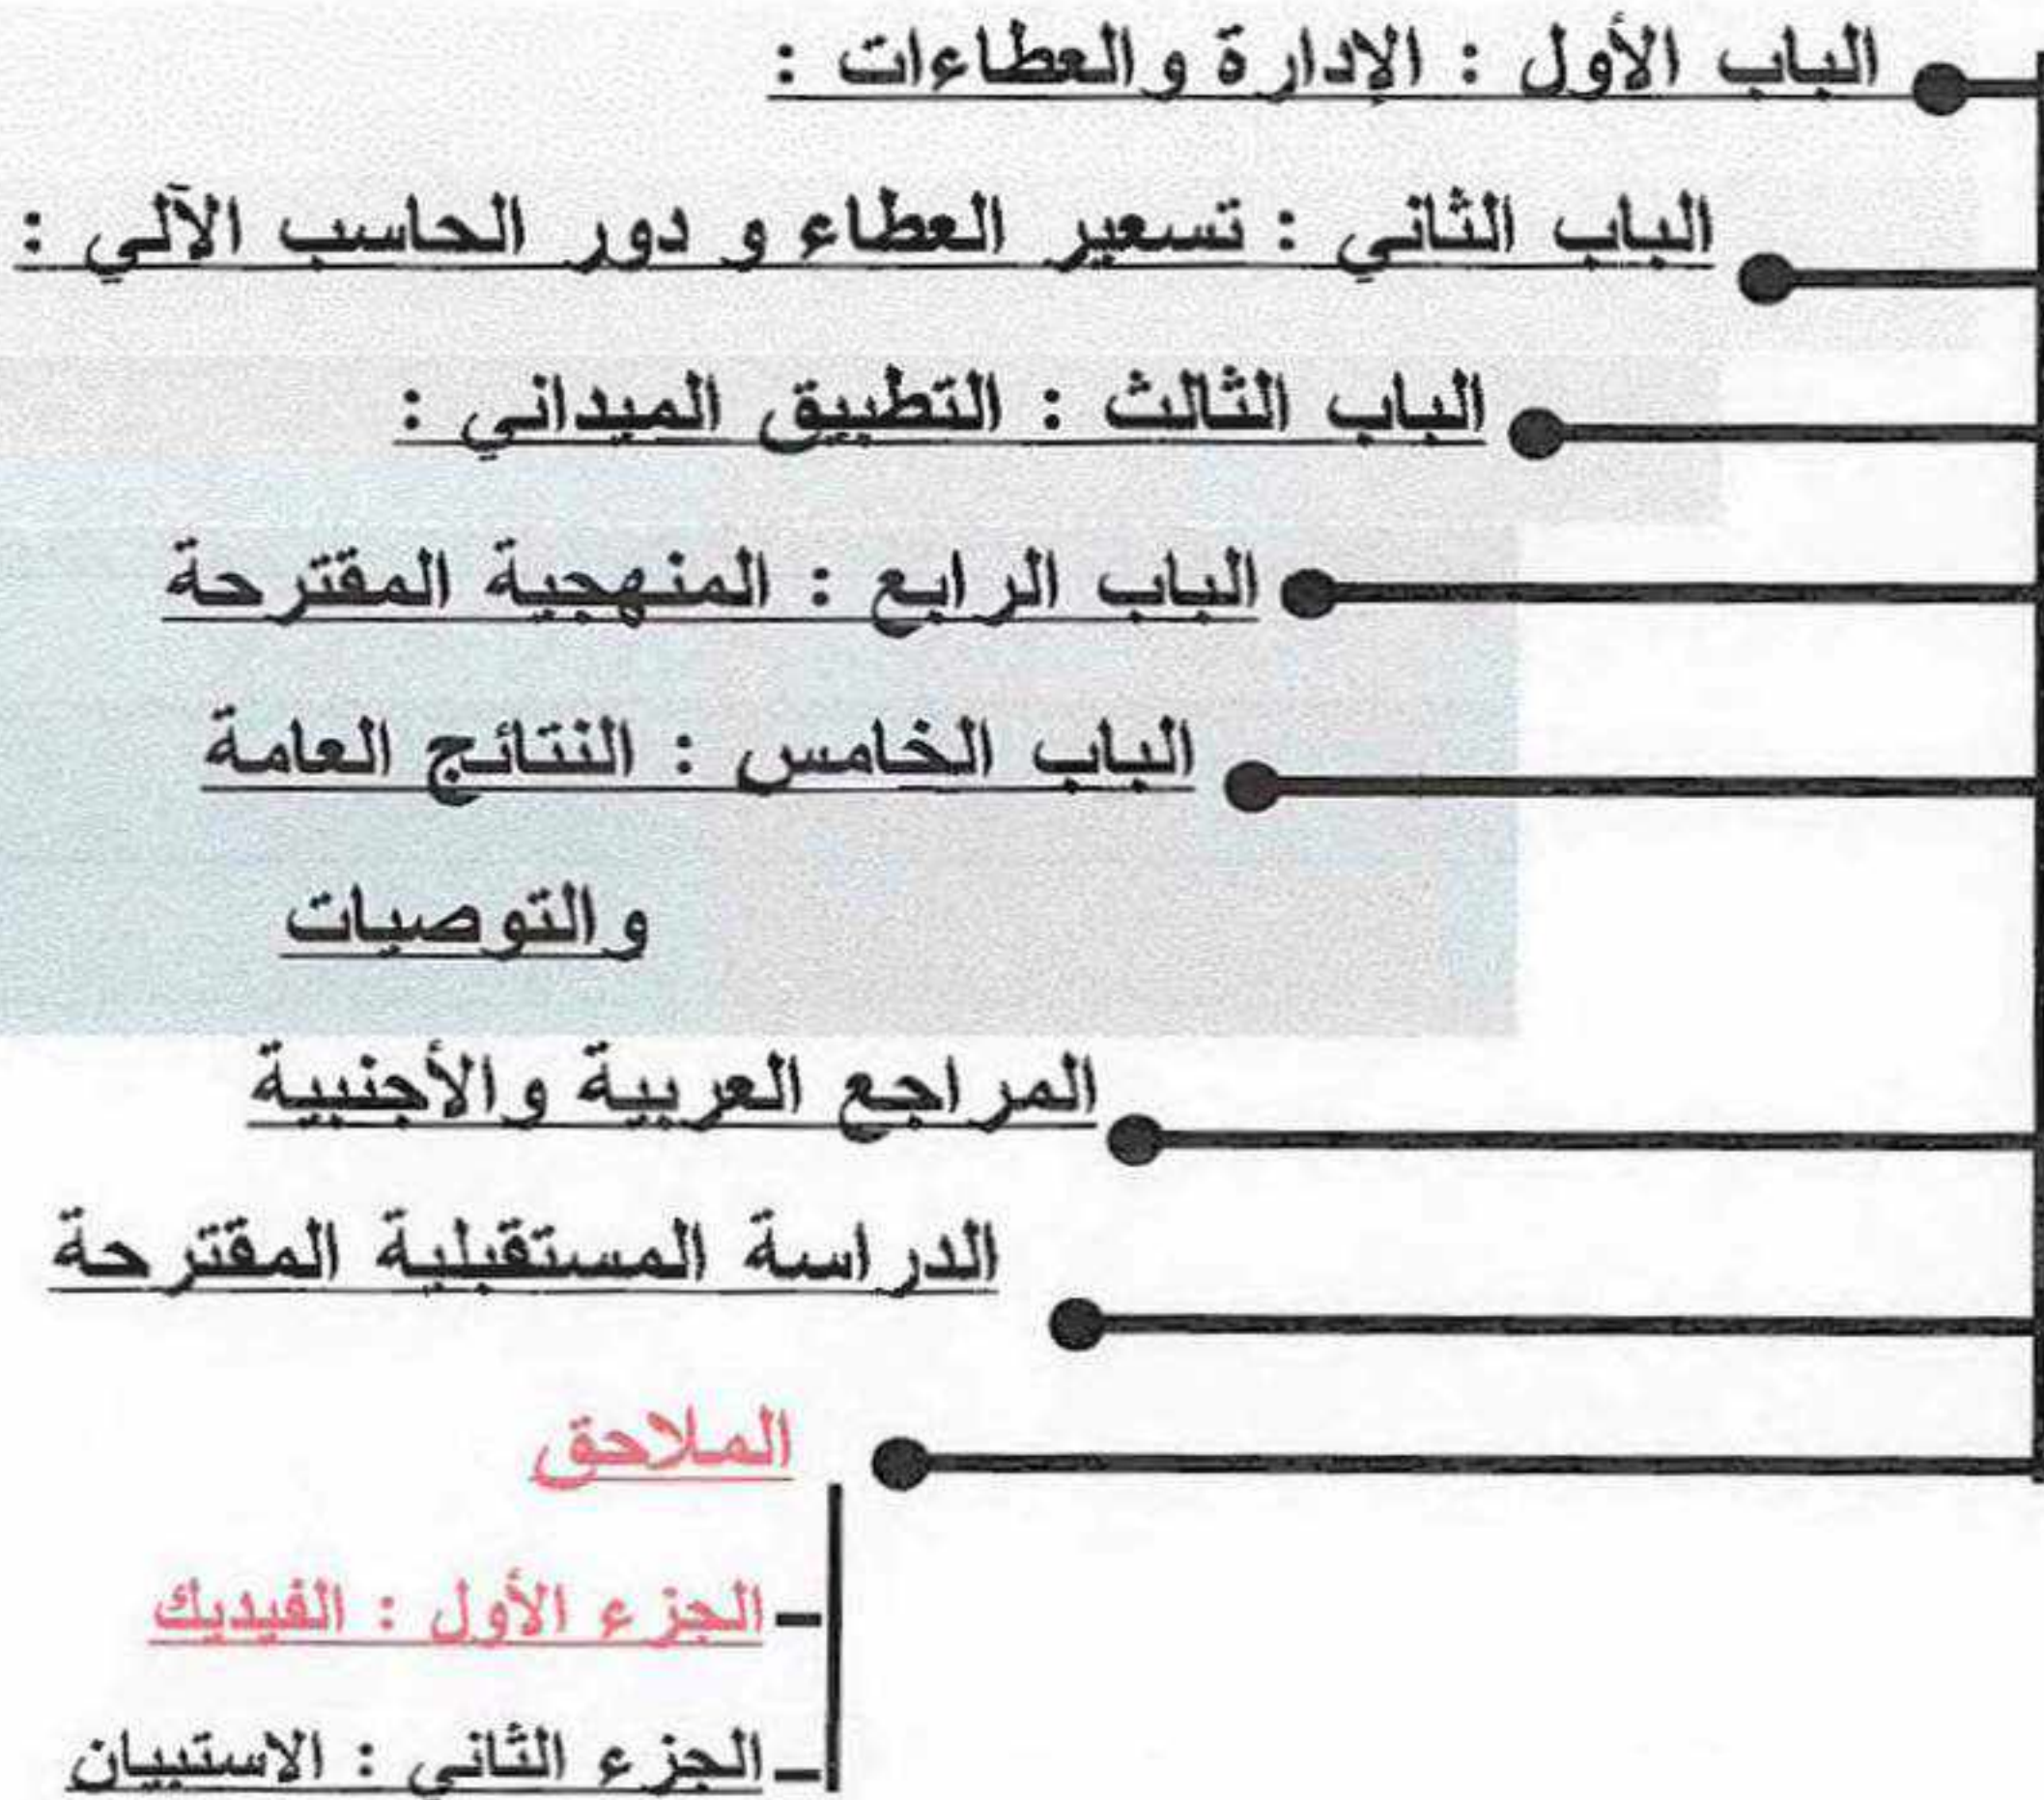 الباب الأول : الإدارة والعطاءات :
الباب الثاني : تسعير العطاء و دور الحاسب الآلي :
الباب الثالث : التطبيق الميداني :
الباب الرابع : المنهجية المقترحة
الباب الخامس : النتائج العامة
والتوصيات
المراجع العربية والأجنبية
الدراسة المستقبلية المقترحة
الملاحق
الجزء الأول : الفيديك
الجزء الثاني : الاستبيان